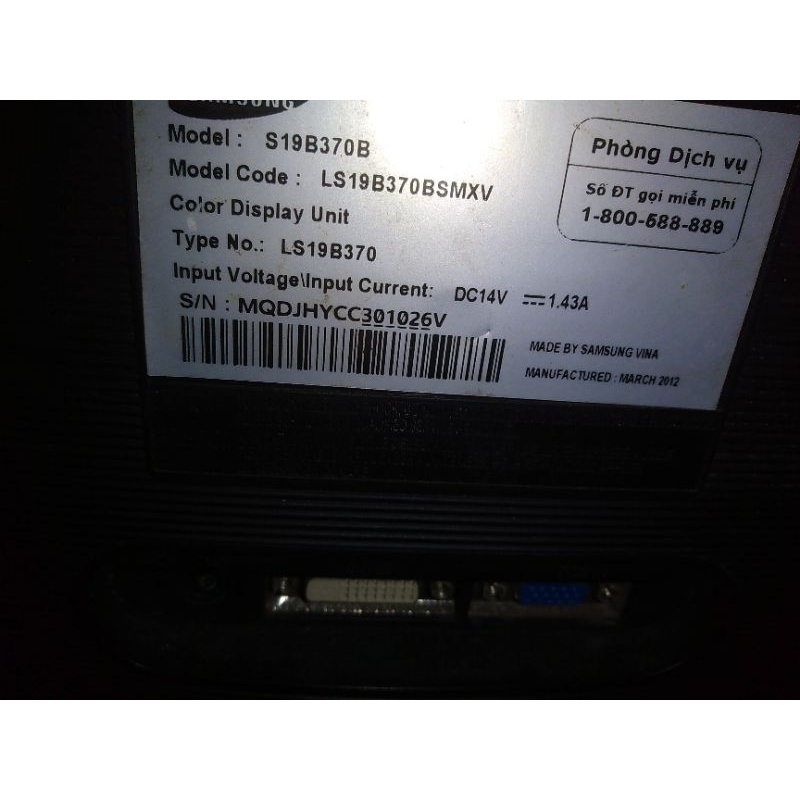 SAMSUNG
Model : S19B370B
Model Code : LS19B370BSMXV
Color Display Unit
Type No.: LS19B370
Input Voltage\Input Current: DC14V ⎓ 1.43A
S/N : MQDJHYCC301026V
MADE BY SAMSUNG VINA
MANUFACTURED : MARCH 2012
Phòng Dịch vụ
Số ĐT gọi miễn phí
1-800-588-889